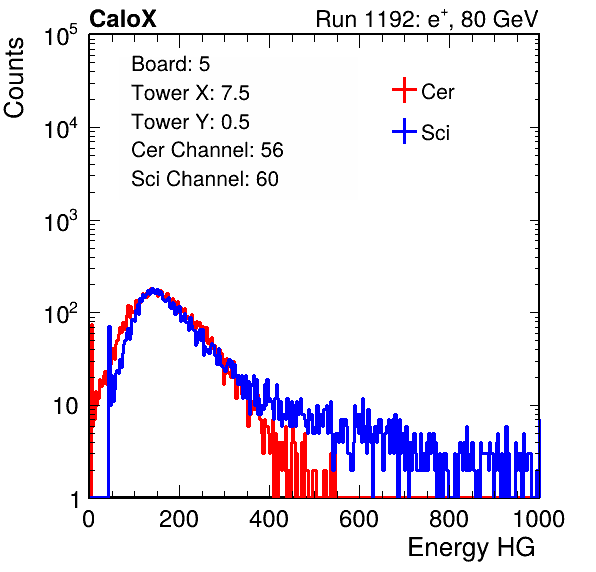 CaloX Run 1192: e⁺, 80 GeV
Counts
Board: 5
Tower X: 7.5
Tower Y: 0.5
Cer Channel: 56
Sci Channel: 60
Cer
Sci
10⁵
10⁴
10³
10²
10
1
0 200 400 600 800 1000
Energy HG